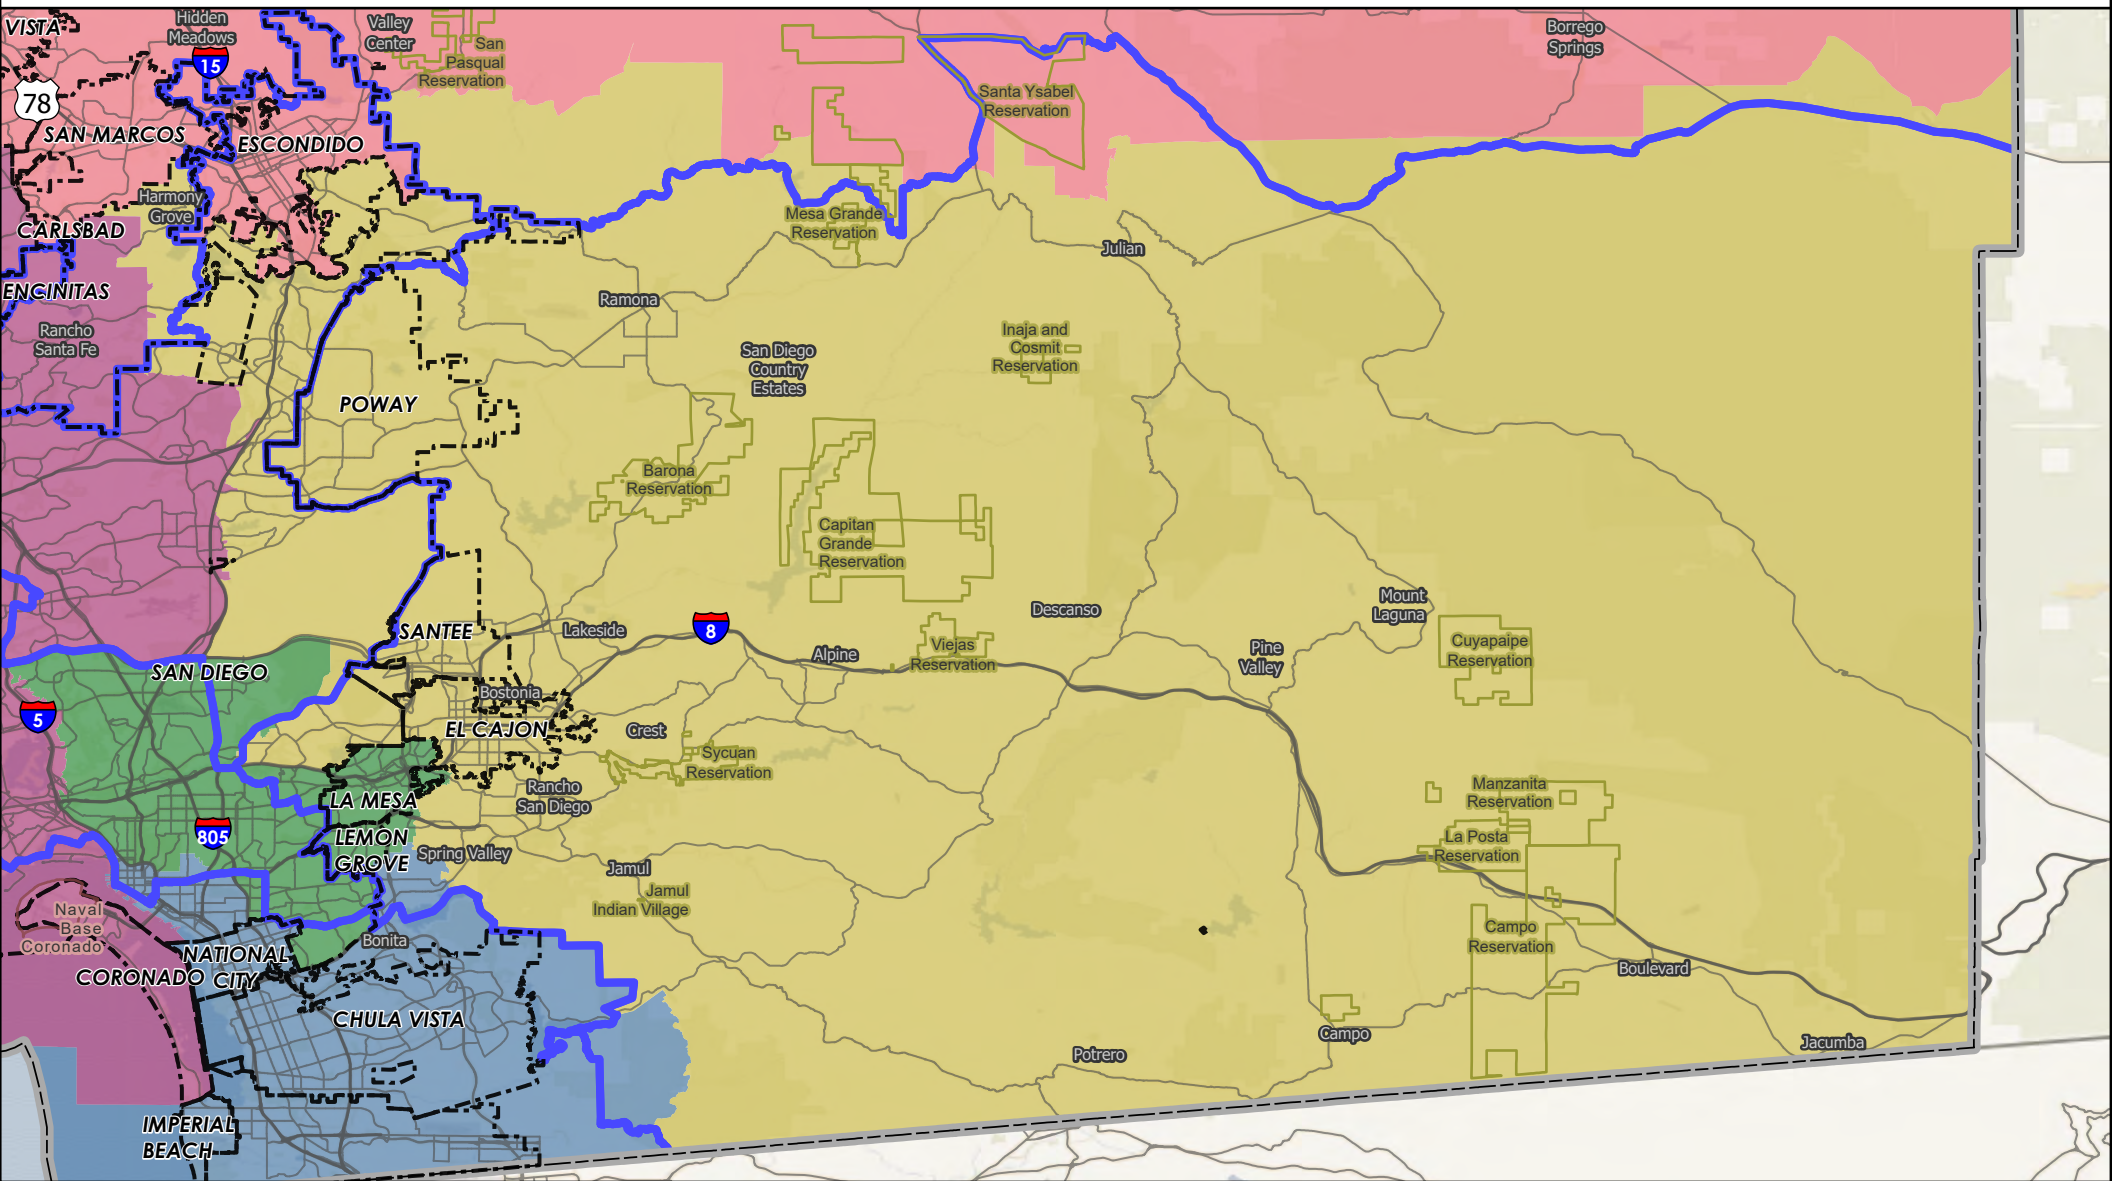 VISTA
Hidden
Meadows
Valley
Center
San
Pasqual
Reservation
Borrego
Springs
15
78
Santa Ysabel
Reservation
SAN MARCOS
ESCONDIDO
Harmony
Grove
CARLSBAD
Mesa Grande
Reservation
Julian
ENCINITAS
Ramona
Rancho
Santa Fe
Inaja and
Cosmit
Reservation
San Diego
Country
Estates
POWAY
Barona
Reservation
Capitan
Grande
Reservation
Descanso
Mount
Laguna
SANTEE
Lakeside
8
Alpine
Viejas
Reservation
Pine
Valley
Cuyapaipe
Reservation
SAN DIEGO
Bostonia
5
EL CAJON
Crest
Sycuan
Reservation
Rancho
San Diego
Manzanita
Reservation
LA MESA
805
LEMON
GROVE
Spring Valley
La Posta
Reservation
Jamul
Jamul
Indian Village
Naval
Base
Coronado
Bonita
Campo
Reservation
NATIONAL
CITY
CORONADO
Boulevard
CHULA VISTA
Campo
Jacumba
Potrero
IMPERIAL
BEACH